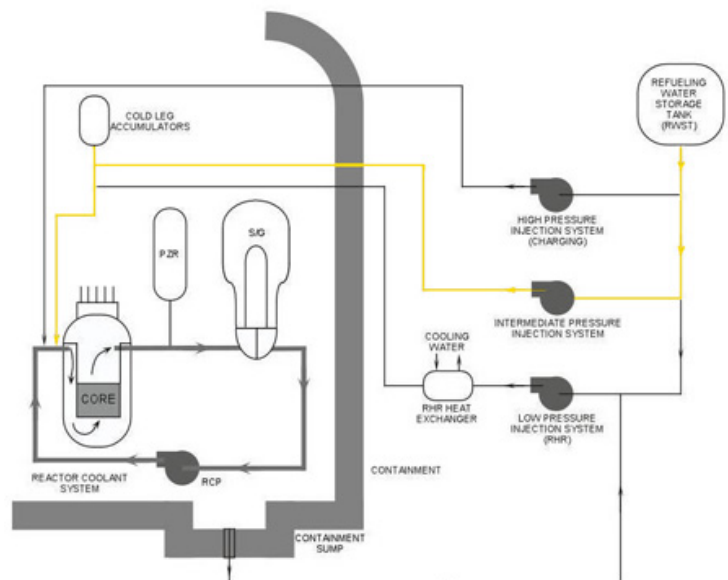 REFUELING
WATER
STORAGE
TANK
(RWST)
COLD LEG
ACCUMULATORS
HIGH PRESSURE
INJECTION SYSTEM
(CHARGING)
PZR
S/G
INTERMEDIATE PRESSURE
INJECTION SYSTEM
COOLING
WATER
RHR HEAT
EXCHANGER
LOW PRESSURE
INJECTION SYSTEM
(RHR)
CORE
REACTOR COOLANT
SYSTEM
RCP
CONTAINMENT
CONTAINMENT
SUMP